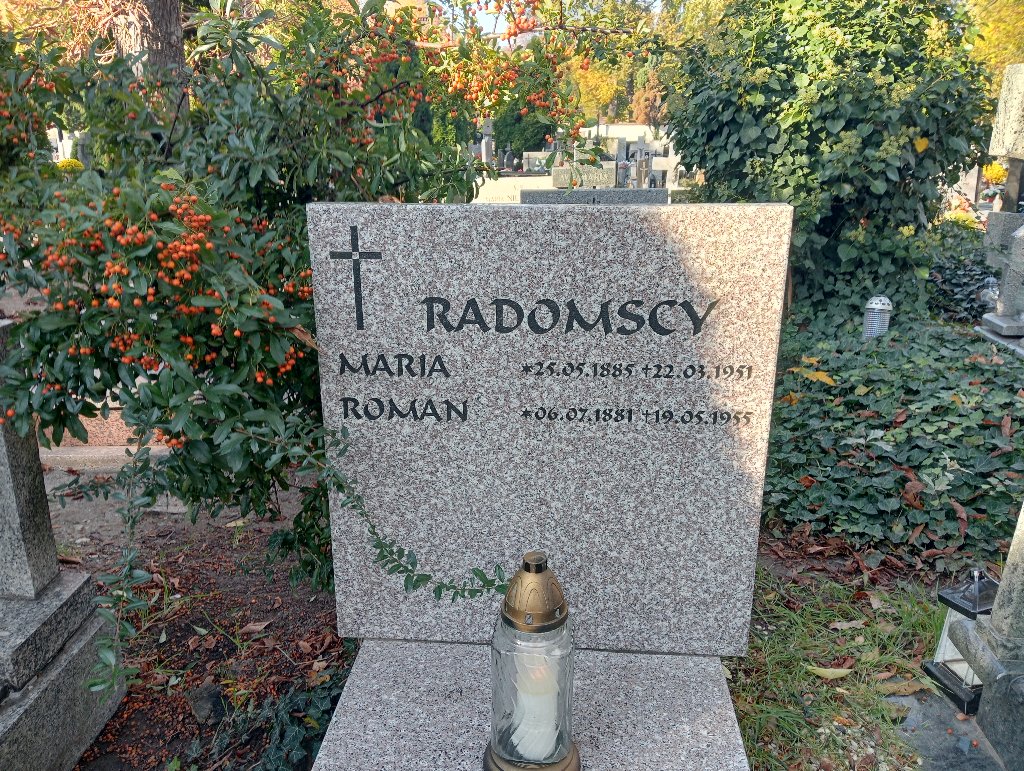 RADOMSCY
MARIA *25.05.1885 +22.03.1951
ROMAN *06.07.1881 +19.05.1955